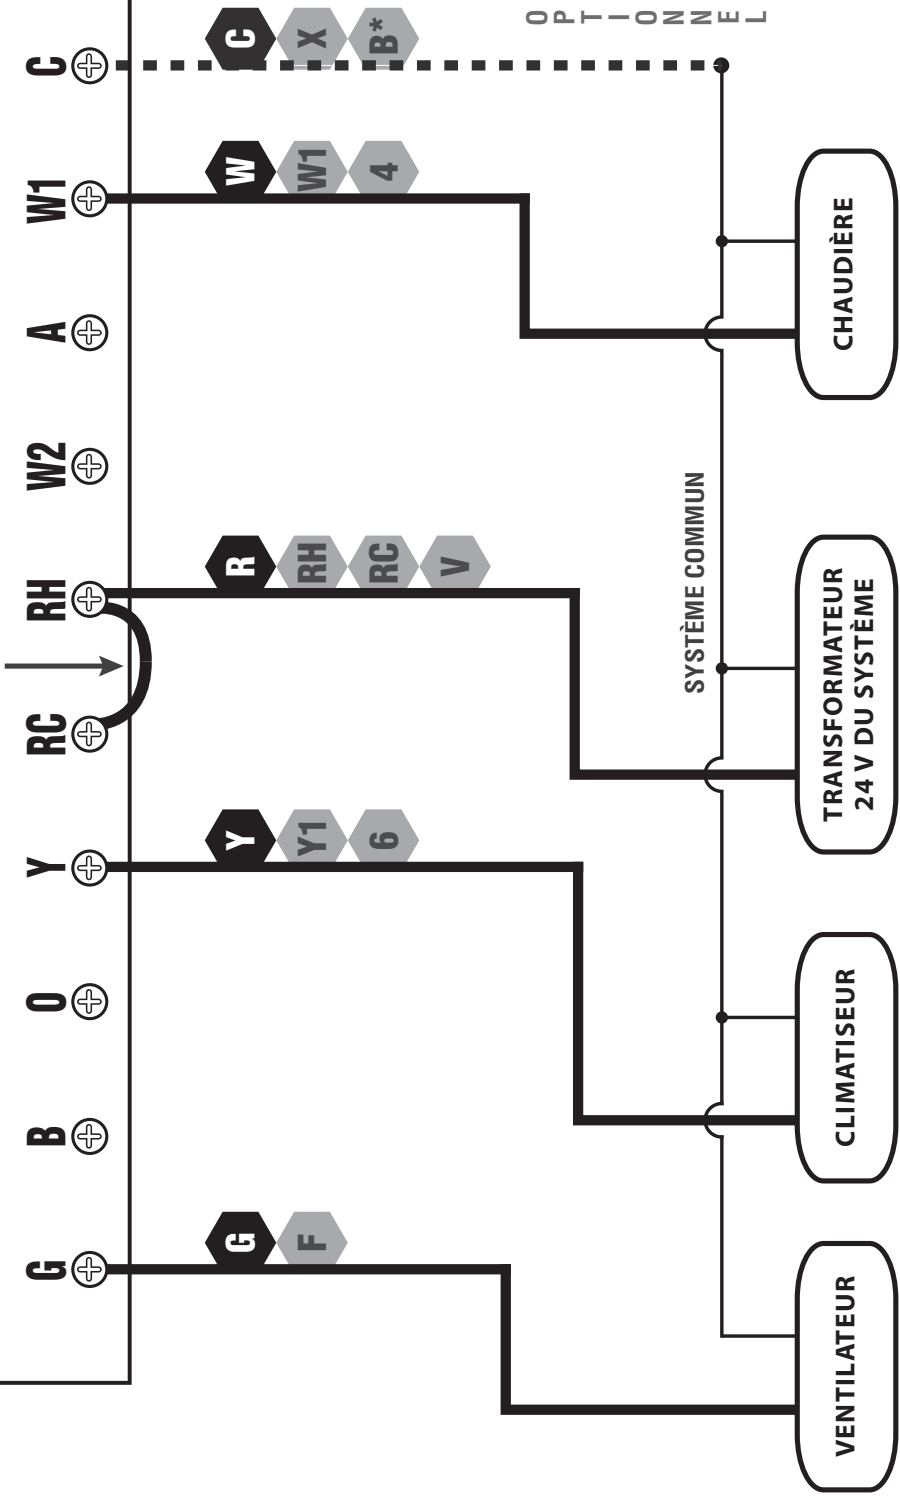 G B O Y RC RH W2 A W1 C
G Y R W C
F Y1 RH W1 X
6 RC 4 B*
V
OPTIONNEL
SYSTÈME COMMUN
VENTILATEUR
CLIMATISEUR
TRANSFORMATEUR
24 V DU SYSTÈME
CHAUDIÈRE